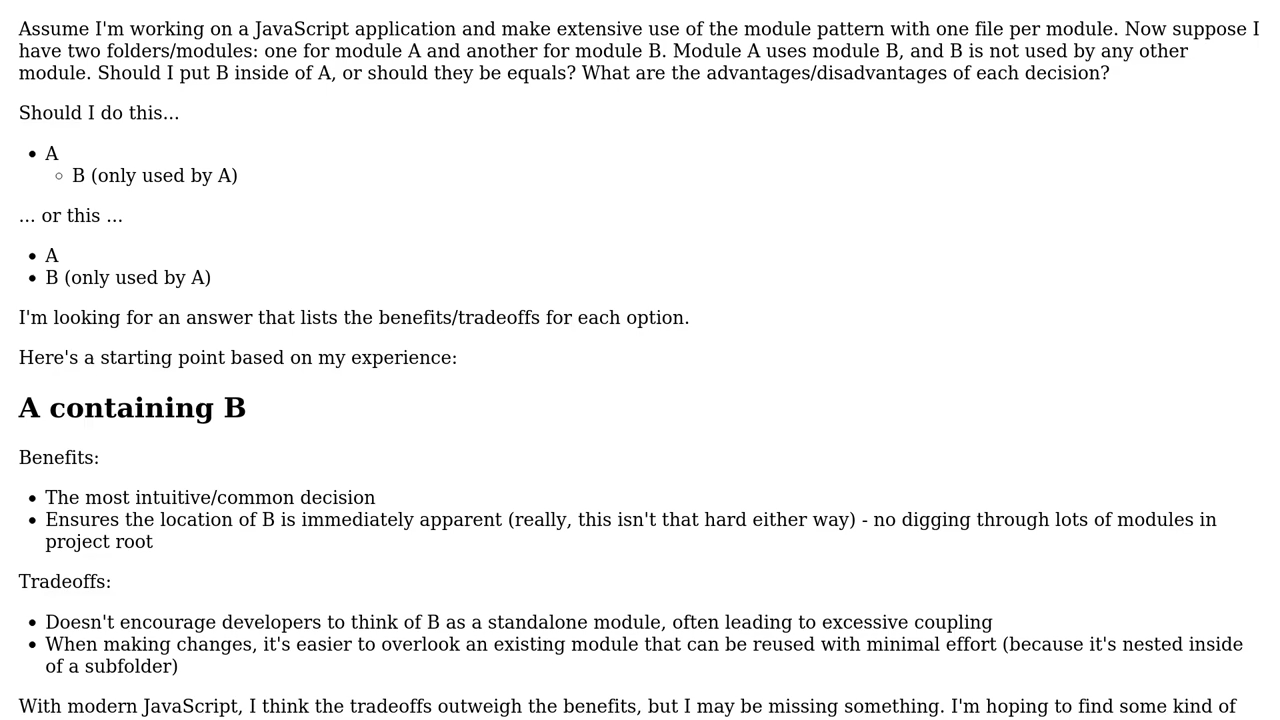 Assume I'm working on a JavaScript application and make extensive use of the module pattern with one file per module. Now suppose I
have two folders/modules: one for module A and another for module B. Module A uses module B, and B is not used by any other
module. Should I put B inside of A, or should they be equals? What are the advantages/disadvantages of each decision?
Should I do this...
• A
◦ B (only used by A)
... or this ...
• A
• B (only used by A)
I'm looking for an answer that lists the benefits/tradeoffs for each option.
Here's a starting point based on my experience:
A containing B
Benefits:
• The most intuitive/common decision
• Ensures the location of B is immediately apparent (really, this isn't that hard either way) - no digging through lots of modules in
project root
Tradeoffs:
• Doesn't encourage developers to think of B as a standalone module, often leading to excessive coupling
• When making changes, it's easier to overlook an existing module that can be reused with minimal effort (because it's nested inside
of a subfolder)
With modern JavaScript, I think the tradeoffs outweigh the benefits, but I may be missing something. I'm hoping to find some kind of